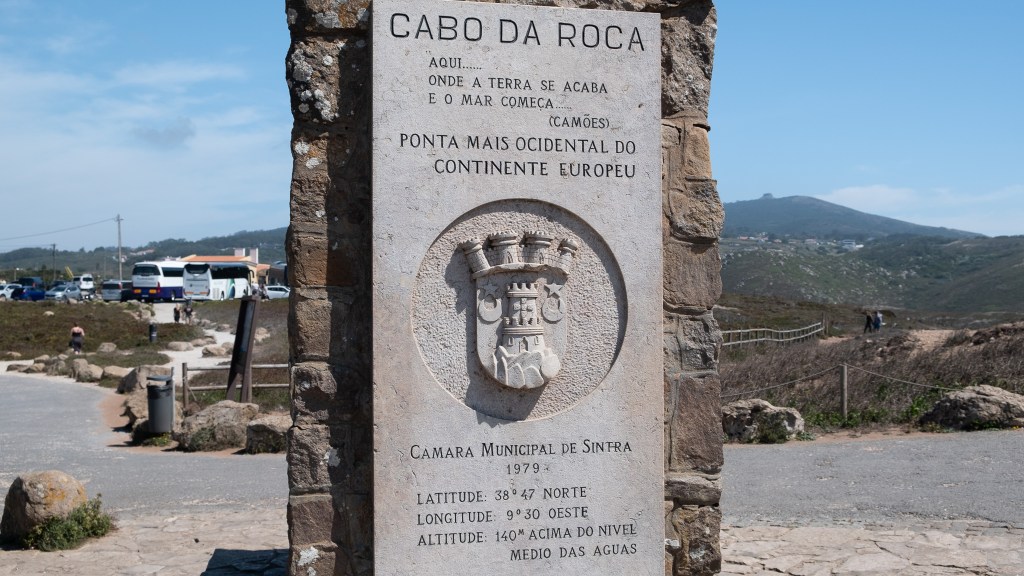 CABO DA ROCA
AQUI......
ONDE A TERRA SE ACABA
E O MAR COMEÇA.....
(CAMÕES)
PONTA MAIS OCIDENTAL DO
CONTINENTE EUROPEU
CAMARA MUNICIPAL DE SINTRA
1979
LATITUDE: 38° 47 NORTE
LONGITUDE: 9° 30 OESTE
ALTITUDE: 140M ACIMA DO NIVEL
MEDIO DAS AGUAS